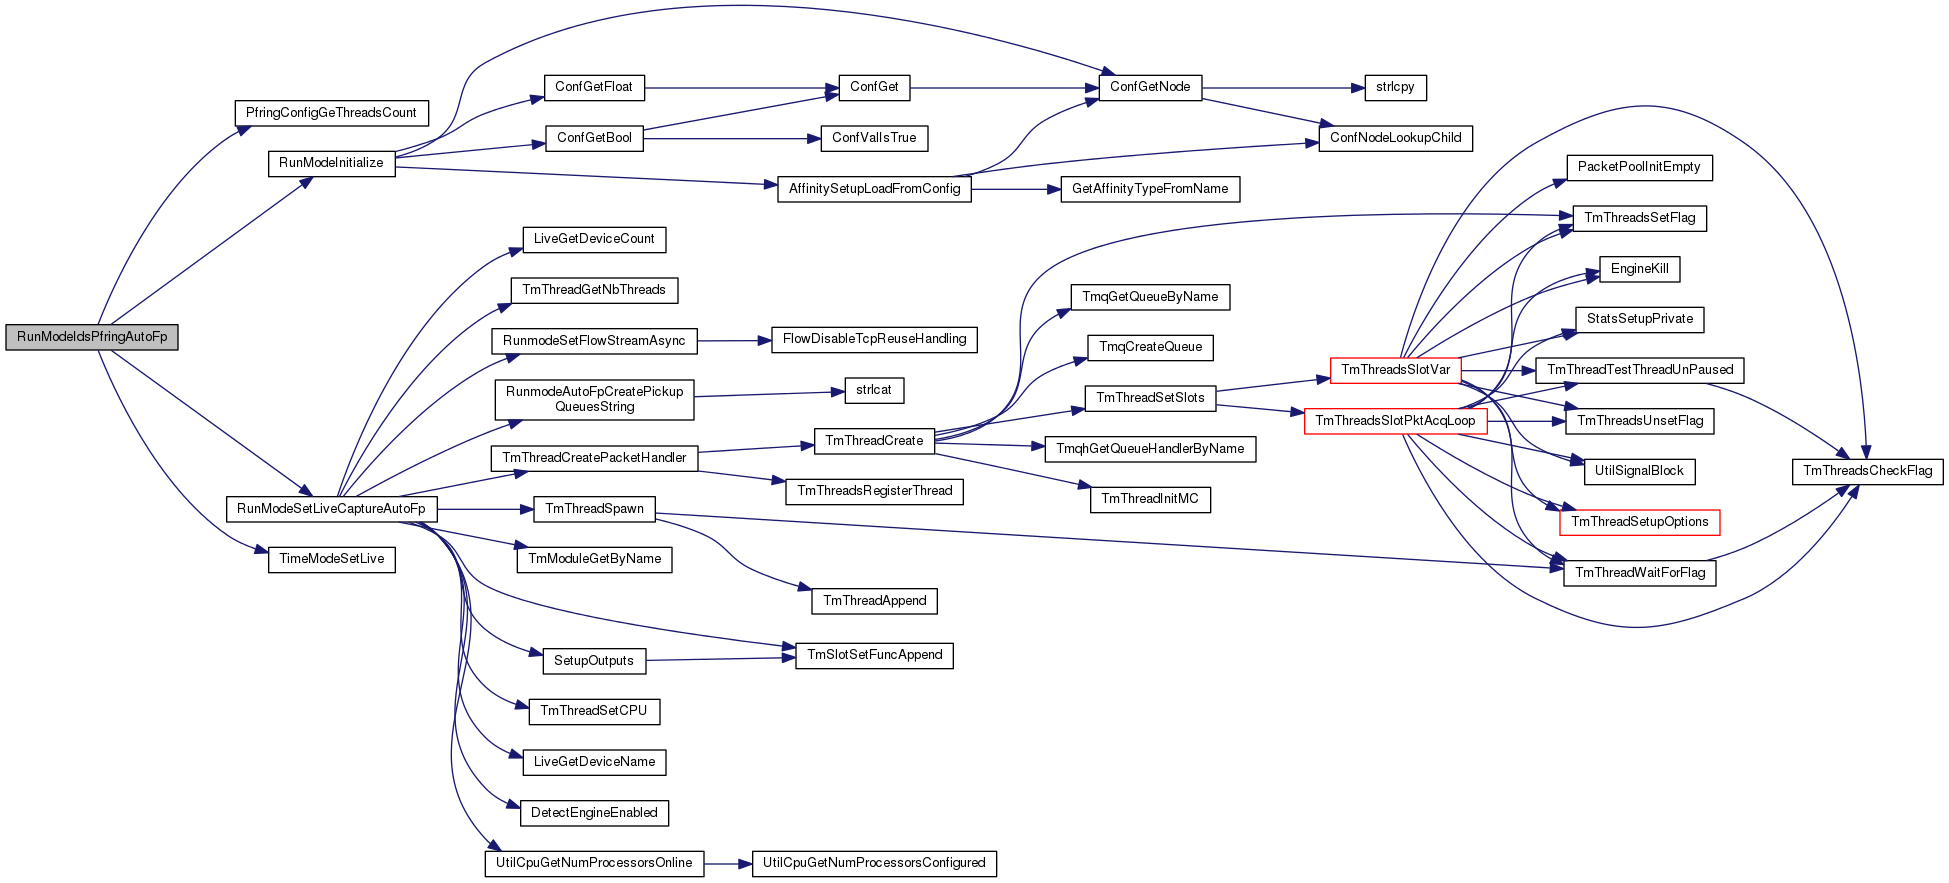 RunModeIdsPfringAutoFp
PfringConfigGeThreadsCount
RunModeInitialize
RunModeSetLiveCaptureAutoFp
TimeModeSetLive
ConfGetFloat
ConfGetBool
LiveGetDeviceCount
TmThreadGetNbThreads
RunmodeSetFlowStreamAsync
RunmodeAutoFpCreatePickup
QueuesString
TmThreadCreatePacketHandler
TmThreadSpawn
TmModuleGetByName
SetupOutputs
TmThreadSetCPU
LiveGetDeviceName
DetectEngineEnabled
UtilCpuGetNumProcessorsOnline
ConfGet
ConfValIsTrue
AffinitySetupLoadFromConfig
FlowDisableTcpReuseHandling
strlcat
TmThreadCreate
TmThreadsRegisterThread
TmThreadAppend
TmSlotSetFuncAppend
UtilCpuGetNumProcessorsConfigured
ConfGetNode
GetAffinityTypeFromName
TmqGetQueueByName
TmqCreateQueue
TmThreadSetSlots
TmqhGetQueueHandlerByName
TmThreadInitMC
strlcpy
ConfNodeLookupChild
TmThreadsSlotVar
TmThreadsSlotPktAcqLoop
PacketPoolInitEmpty
TmThreadsSetFlag
EngineKill
StatsSetupPrivate
TmThreadTestThreadUnPaused
TmThreadsUnsetFlag
UtilSignalBlock
TmThreadSetupOptions
TmThreadWaitForFlag
TmThreadsCheckFlag